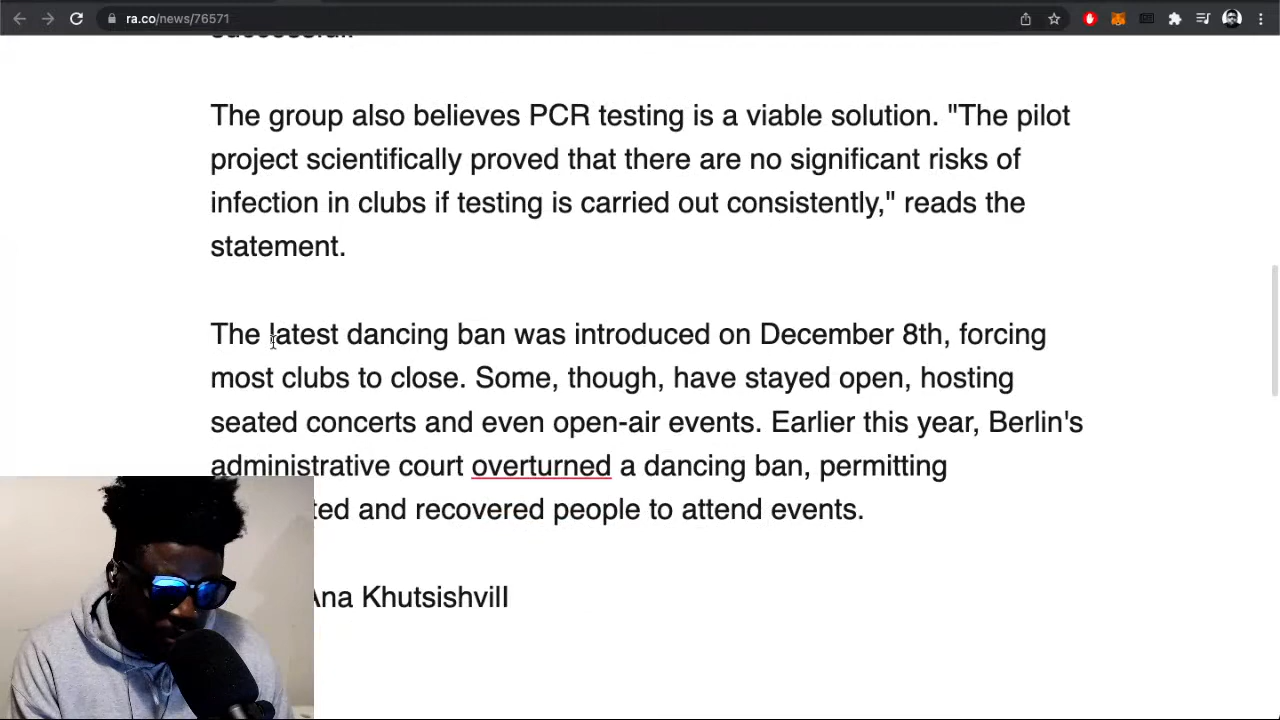 ra.co/news/76571
successful.
The group also believes PCR testing is a viable solution. "The pilot
project scientifically proved that there are no significant risks of
infection in clubs if testing is carried out consistently," reads the
statement.
The latest dancing ban was introduced on December 8th, forcing
most clubs to close. Some, though, have stayed open, hosting
seated concerts and even open-air events. Earlier this year, Berlin's
administrative court overturned a dancing ban, permitting
ted and recovered people to attend events.
Ana Khutsishvill